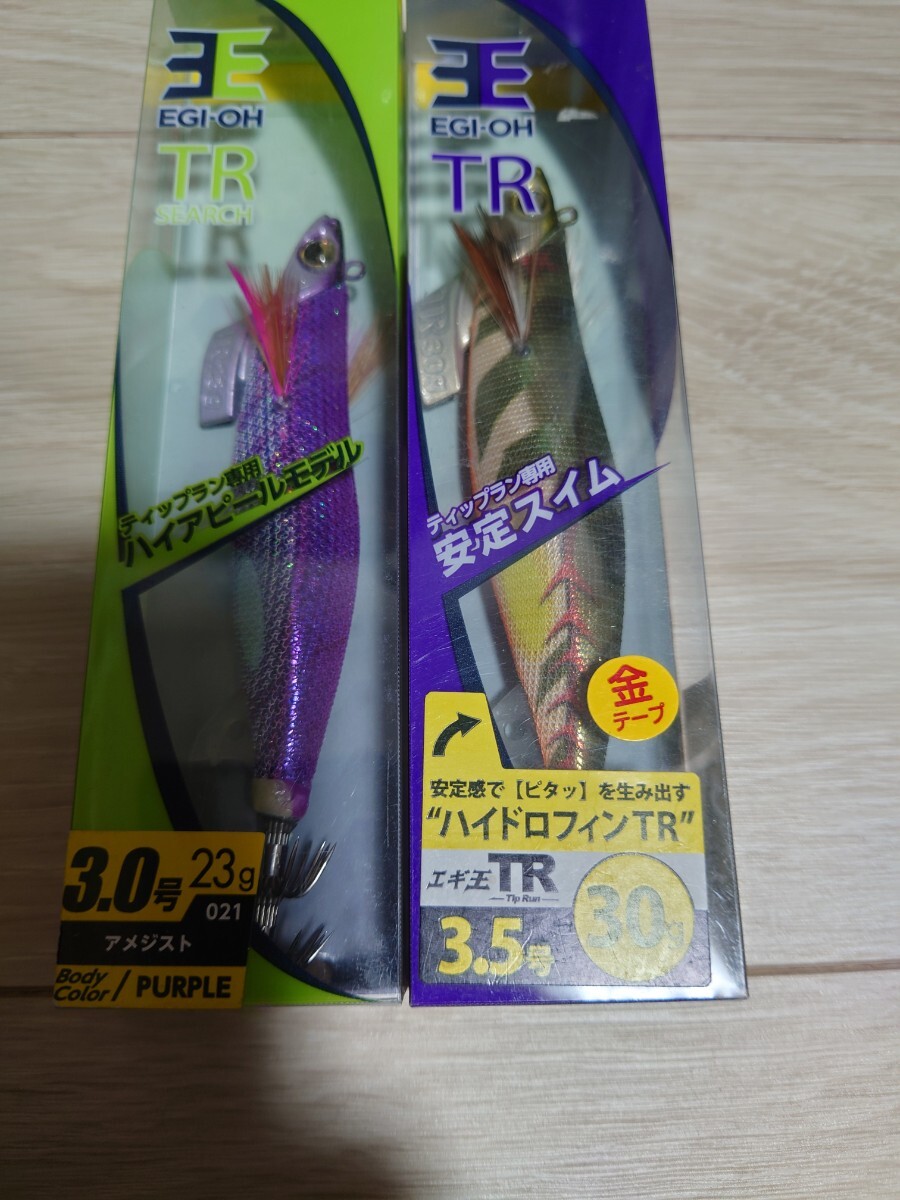 王
EGI-OH
TR
SEARCH
ティップラン専用
ハイアピールモデル
3.0号 23g
021
アメジスト
Body Color / PURPLE
王
EGI-OH
TR
TR30g
ティップラン専用
安定スイム
金
テープ
安定感で【ピタッ】を生み出す
"ハイドロフィンTR"
エギ王TR
Tip Run
30g
3.5号